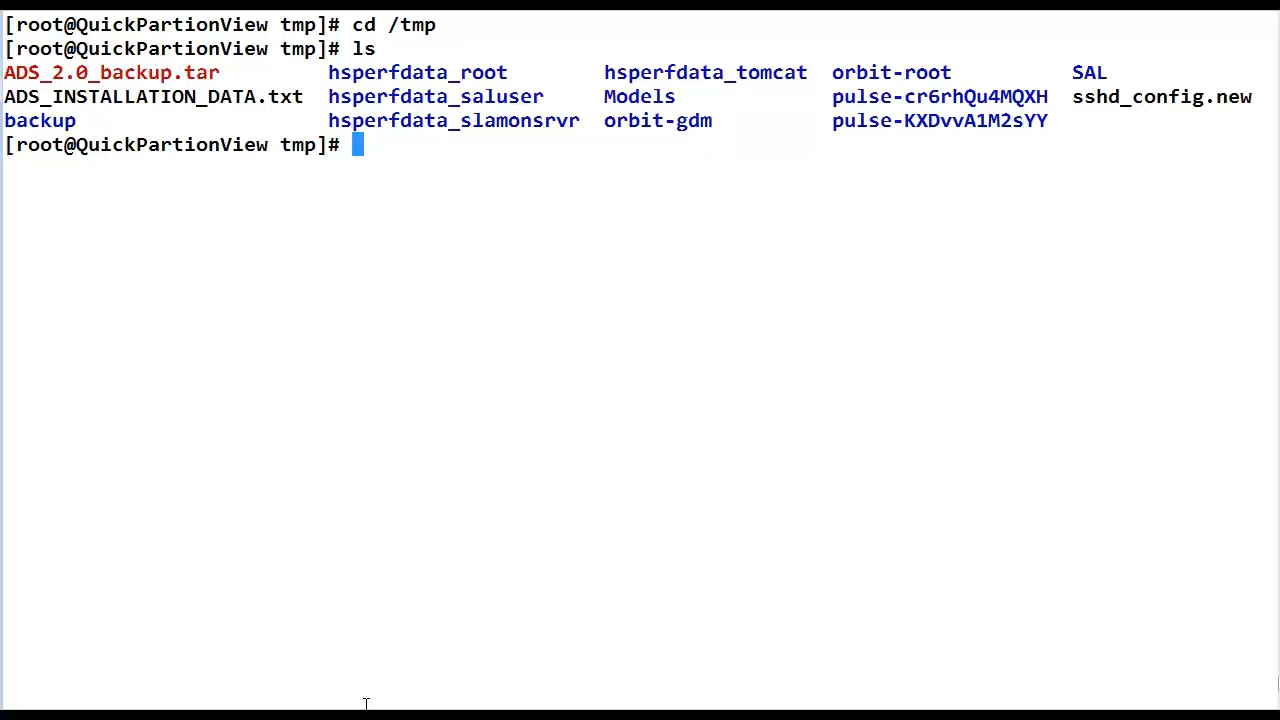 [root@QuickPartionView tmp]# cd /tmp
[root@QuickPartionView tmp]# ls
ADS_2.0_backup.tar hsperfdata_root hsperfdata_tomcat orbit-root SAL
ADS_INSTALLATION_DATA.txt hsperfdata_saluser Models pulse-cr6rhQu4MQXH sshd_config.new
backup hsperfdata_slamonsrvr orbit-gdm pulse-KXDvvA1M2sYY
[root@QuickPartionView tmp]#